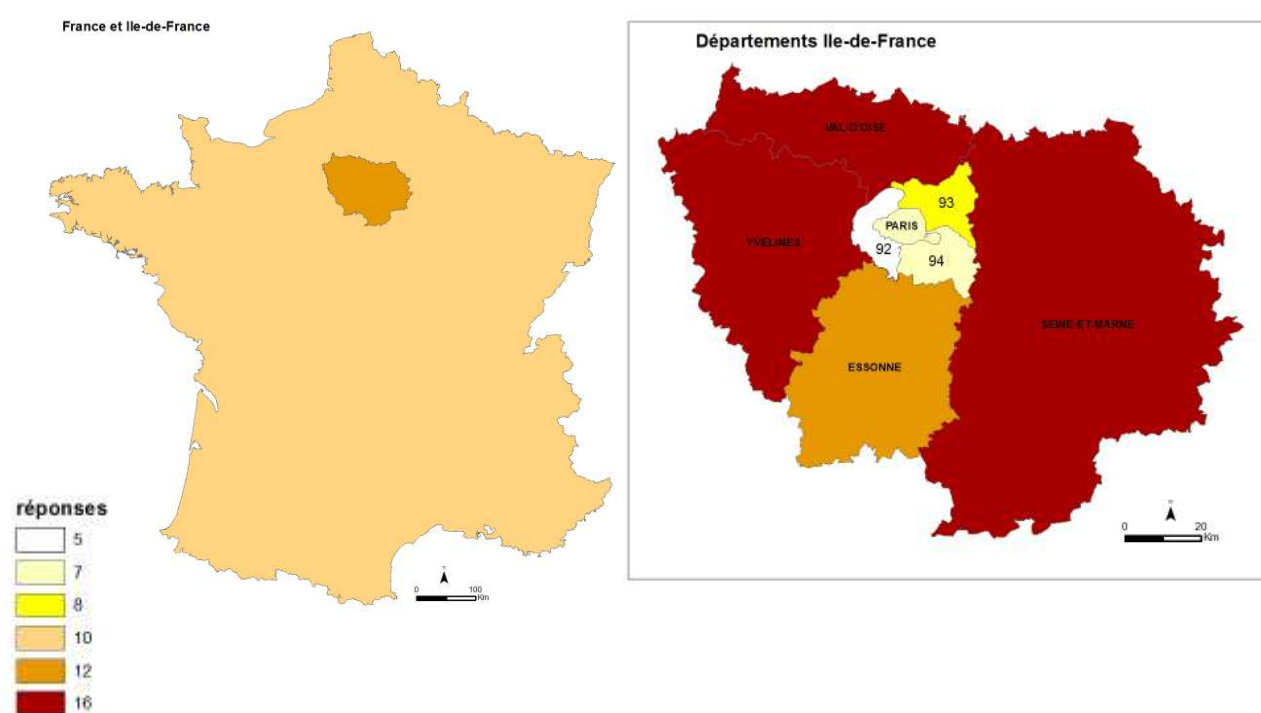 France et Ile-de-France
réponses
5
7
8
10
12
16
0 100
Km
Départements Ile-de-France
VAL-D'OISE
93
PARIS
YVELINES
92
94
SEINE-ET-MARNE
ESSONNE
0 20
Km